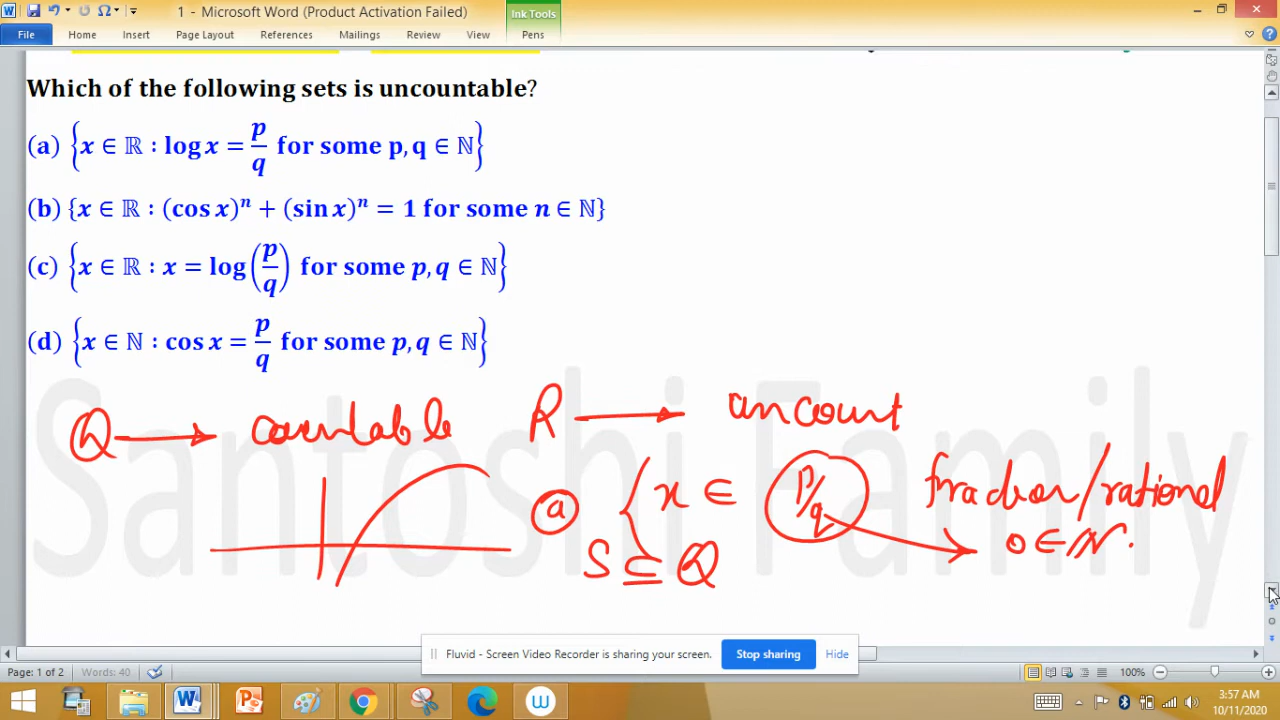 1 - Microsoft Word (Product Activation Failed)
Ink Tools
File Home Insert Page Layout References Mailings Review View Pens
Which of the following sets is uncountable?
(a) {x ∈ ℝ : log x = p/q for some p, q ∈ ℕ}
(b) {x ∈ ℝ : (cos x)^n + (sin x)^n = 1 for some n ∈ ℕ}
(c) {x ∈ ℝ : x = log(p/q) for some p, q ∈ ℕ}
(d) {x ∈ ℕ : cos x = p/q for some p, q ∈ ℕ}
Q → countable R → uncount
(a) { x ∈ p/q fraction/rational
S ⊆ Q → 0 ∈ N.
Santoshi Family
Fluvid - Screen Video Recorder is sharing your screen. Stop sharing Hide
Page: 1 of 2 Words: 40 100%
3:57 AM
10/11/2020